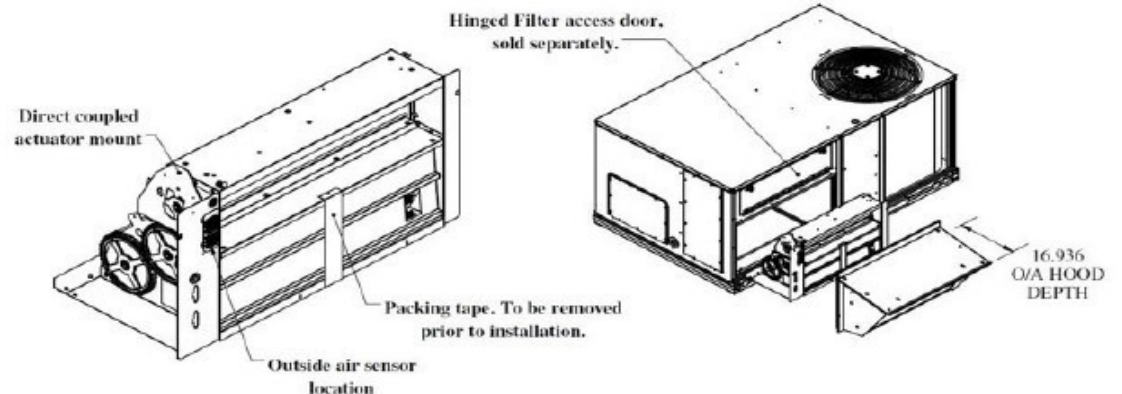 Hinged Filter access door,
sold separately.
Direct coupled
actuator mount
16.936
O/A HOOD
DEPTH
Packing tape. To be removed
prior to installation.
Outside air sensor
location